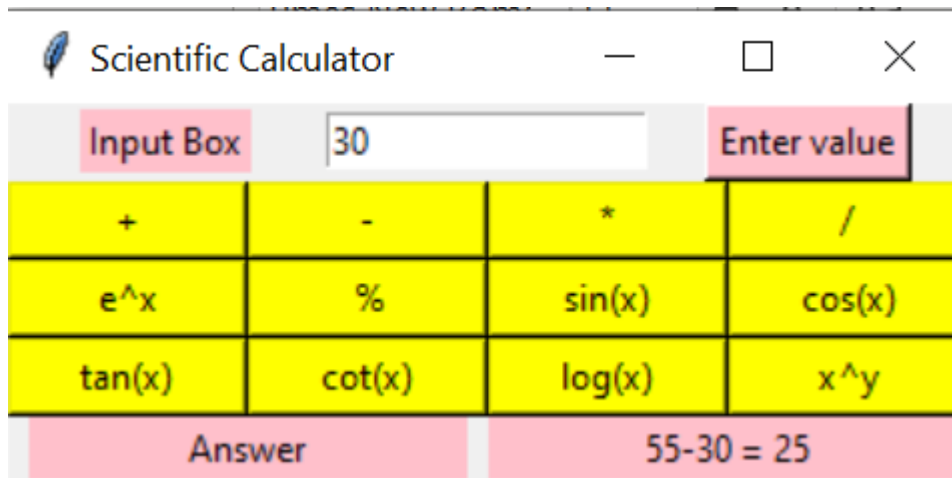 Scientific Calculator
Input Box 30 Enter value
+ - * /
e^x % sin(x) cos(x)
tan(x) cot(x) log(x) x^y
Answer 55-30 = 25